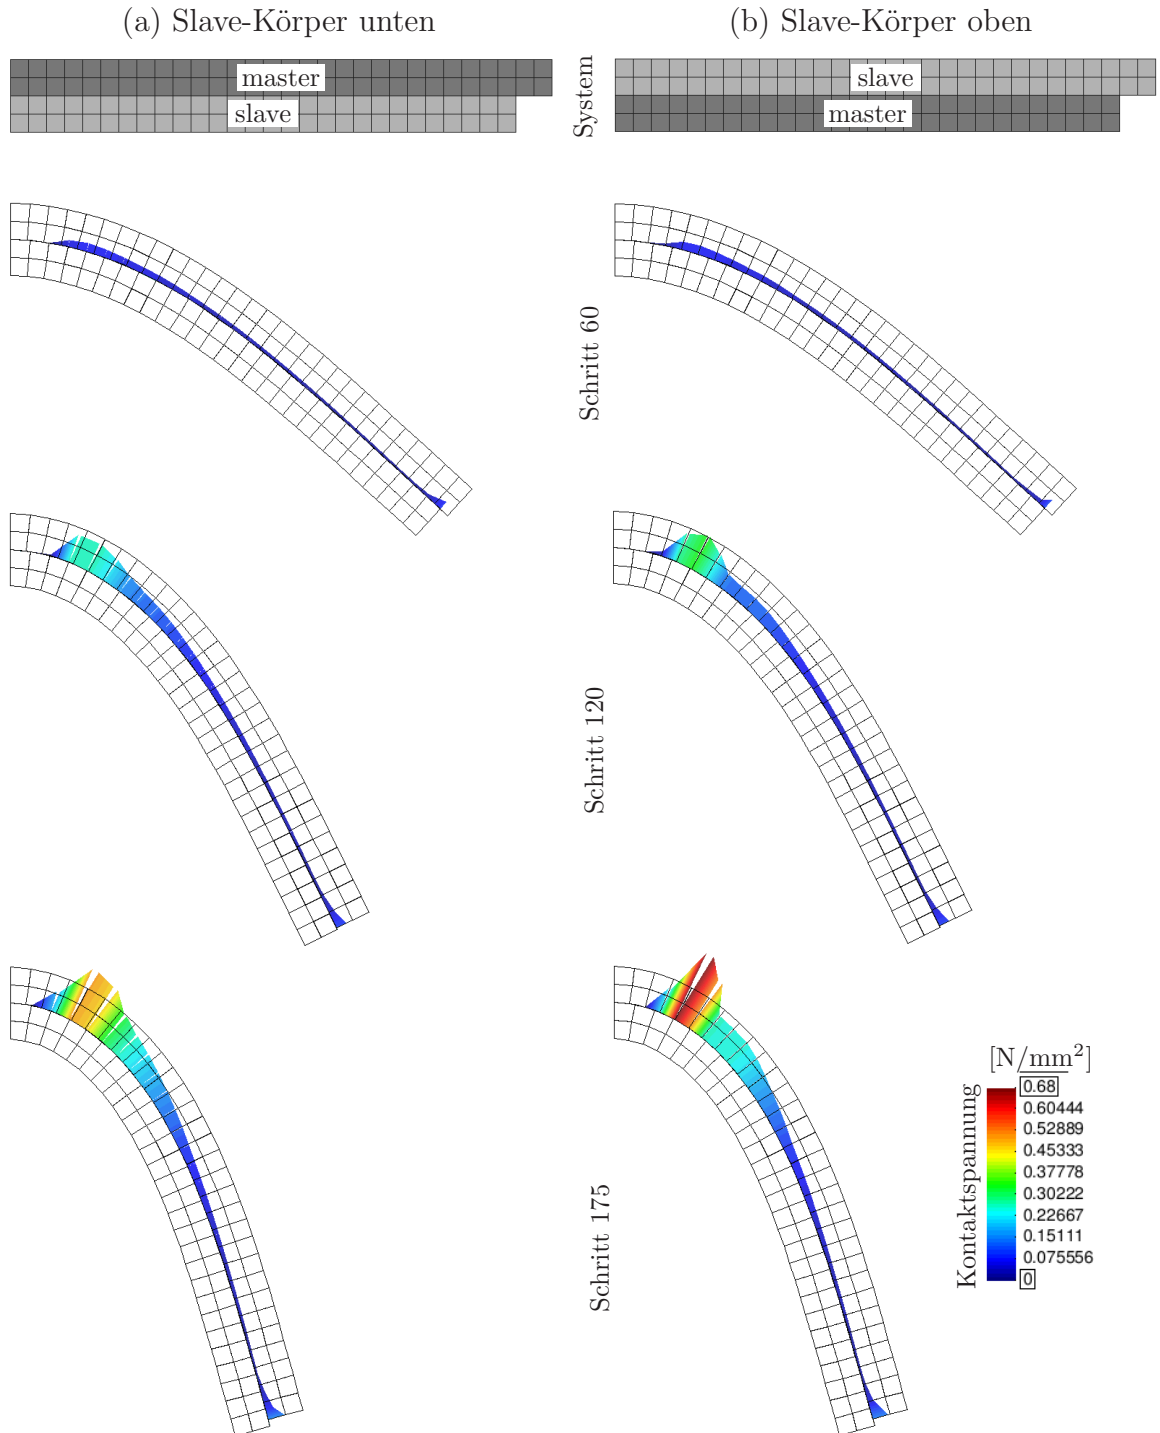 (a) Slave-Körper unten
(b) Slave-Körper oben
master
slave
System
slave
master
Schritt 60
Schritt 120
Schritt 175
Kontaktspannung
[N/mm²]
0.68
0.60444
0.52889
0.45333
0.37778
0.30222
0.22667
0.15111
0.075556
0